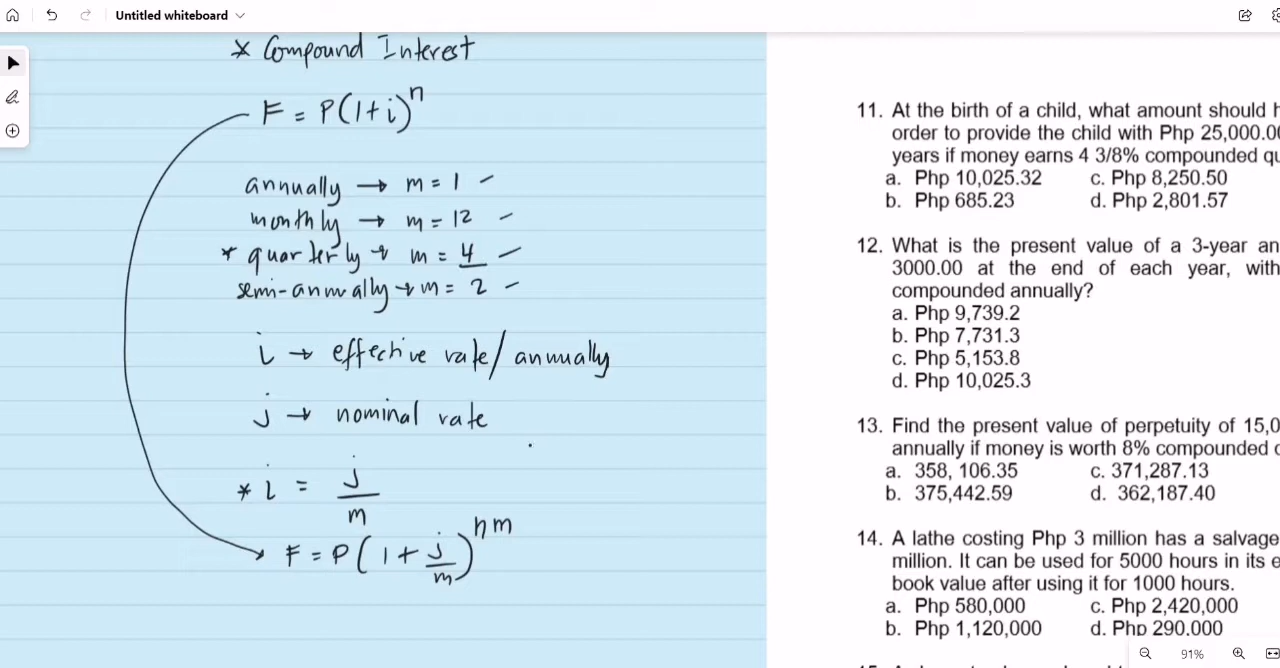 Untitled whiteboard
* Compound Interest
F = P(1+i)^n
annually → m = 1
monthly → m = 12
* quarterly → m = 4
semi-annually → m = 2
i → effective rate/annually
j → nominal rate
* i = j/m
F = P(1 + j/m)^nm
11. At the birth of a child, what amount should h
order to provide the child with Php 25,000.0
years if money earns 4 3/8% compounded qu
a. Php 10,025.32 c. Php 8,250.50
b. Php 685.23 d. Php 2,801.57
12. What is the present value of a 3-year an
3000.00 at the end of each year, with
compounded annually?
a. Php 9,739.2
b. Php 7,731.3
c. Php 5,153.8
d. Php 10,025.3
13. Find the present value of perpetuity of 15,0
annually if money is worth 8% compounded
a. 358, 106.35 c. 371,287.13
b. 375,442.59 d. 362,187.40
14. A lathe costing Php 3 million has a salvage
million. It can be used for 5000 hours in its e
book value after using it for 1000 hours.
a. Php 580,000 c. Php 2,420,000
b. Php 1,120,000 d. Php 290.000
91%